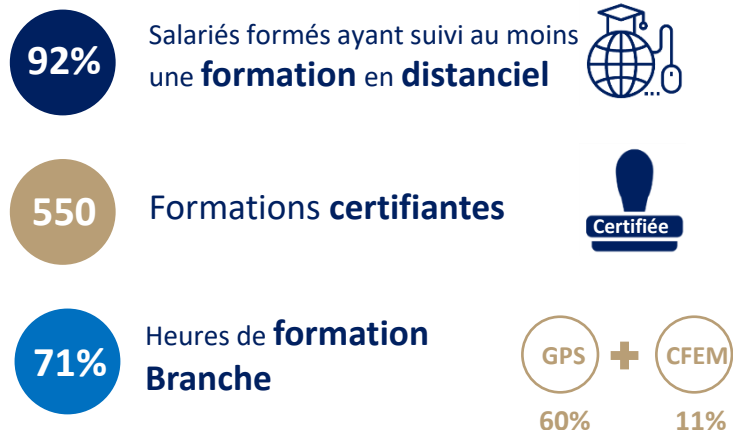 92%
Salariés formés ayant suivi au moins
une formation en distanciel
550
Formations certifiantes
Certifiée
71%
Heures de formation
Branche
GPS
CFEM
60%
11%